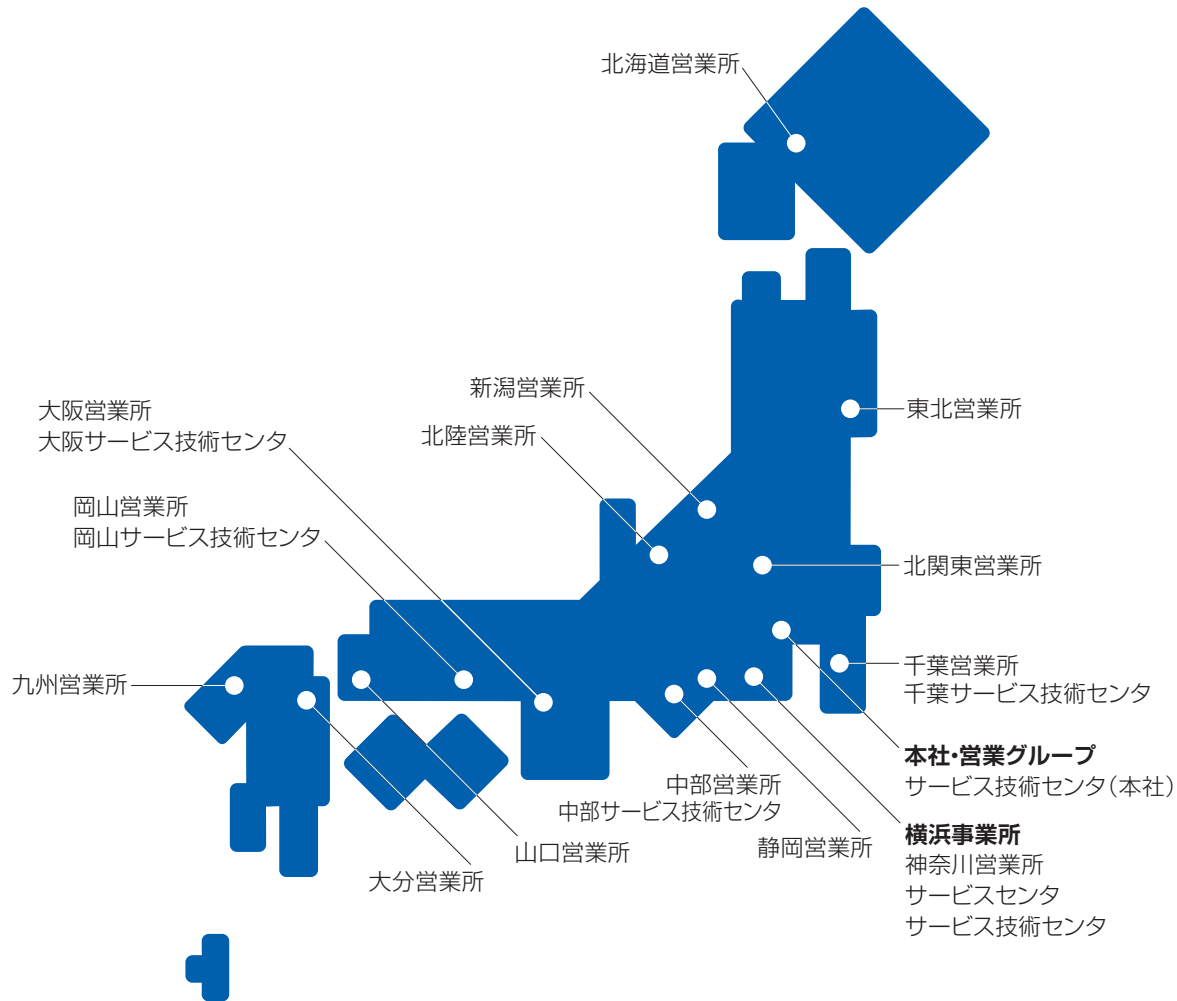 北海道営業所
新潟営業所
大阪営業所
大阪サービス技術センタ
北陸営業所
東北営業所
岡山営業所
岡山サービス技術センタ
北関東営業所
九州営業所
千葉営業所
千葉サービス技術センタ
本社・営業グループ
サービス技術センタ(本社)
中部営業所
中部サービス技術センタ
横浜事業所
神奈川営業所
サービスセンタ
サービス技術センタ
静岡営業所
山口営業所
大分営業所